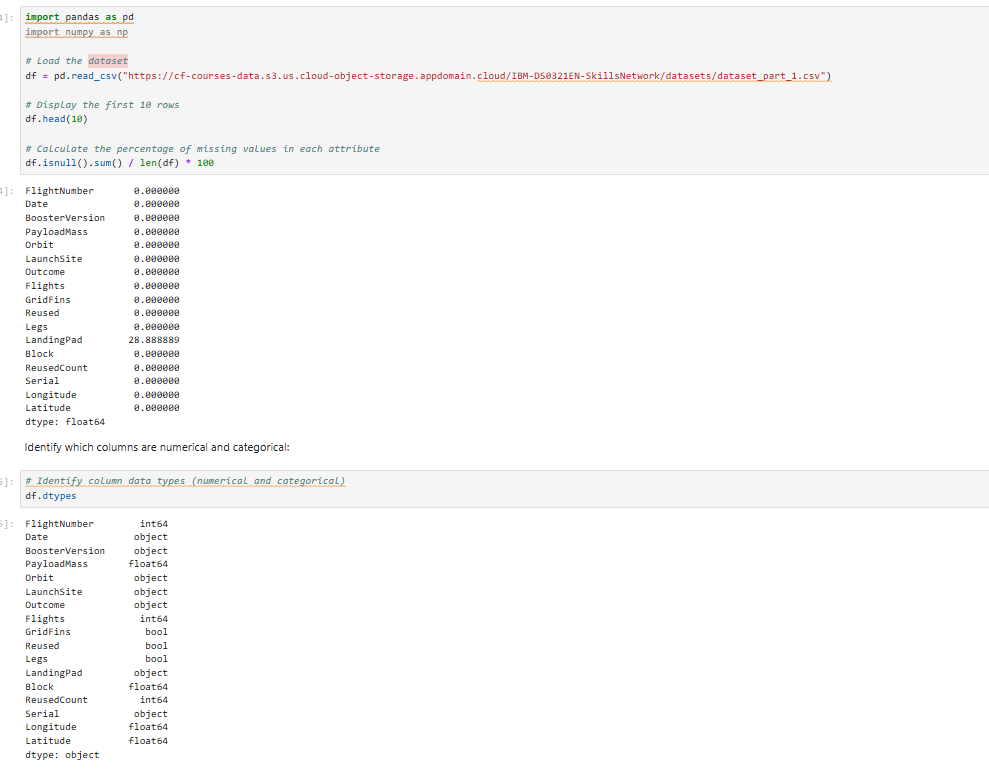 4]:
import pandas as pd
import numpy as np
# Load the dataset
df = pd.read_csv("https://cf-courses-data.s3.us.cloud-object-storage.appdomain.cloud/IBM-DS0321EN-SkillsNetwork/datasets/dataset_part_1.csv")
# Display the first 10 rows
df.head(10)
# Calculate the percentage of missing values in each attribute
df.isnull().sum() / len(df) * 100
4]:
FlightNumber 0.000000
Date 0.000000
BoosterVersion 0.000000
PayloadMass 0.000000
Orbit 0.000000
LaunchSite 0.000000
Outcome 0.000000
Flights 0.000000
GridFins 0.000000
Reused 0.000000
Legs 0.000000
LandingPad 28.888889
Block 0.000000
ReusedCount 0.000000
Serial 0.000000
Longitude 0.000000
Latitude 0.000000
dtype: float64
Identify which columns are numerical and categorical:
5]:
# Identify column data types (numerical and categorical)
df.dtypes
5]:
FlightNumber int64
Date object
BoosterVersion object
PayloadMass float64
Orbit object
LaunchSite object
Outcome object
Flights int64
GridFins bool
Reused bool
Legs bool
LandingPad object
Block float64
ReusedCount int64
Serial object
Longitude float64
Latitude float64
dtype: object